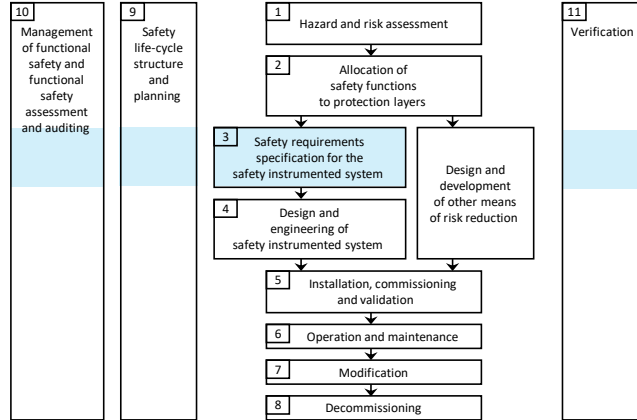 10
Management
of functional
safety and
functional
safety
assessment
and auditing
9
Safety
life-cycle
structure
and
planning
1
Hazard and risk assessment
2
Allocation of
safety functions
to protection layers
3
Safety requirements
specification for the
safety instrumented system
4
Design and
engineering of
safety instrumented system
Design and
development
of other means
of risk reduction
5
Installation, commissioning
and validation
6
Operation and maintenance
7
Modification
8
Decommissioning
11
Verification